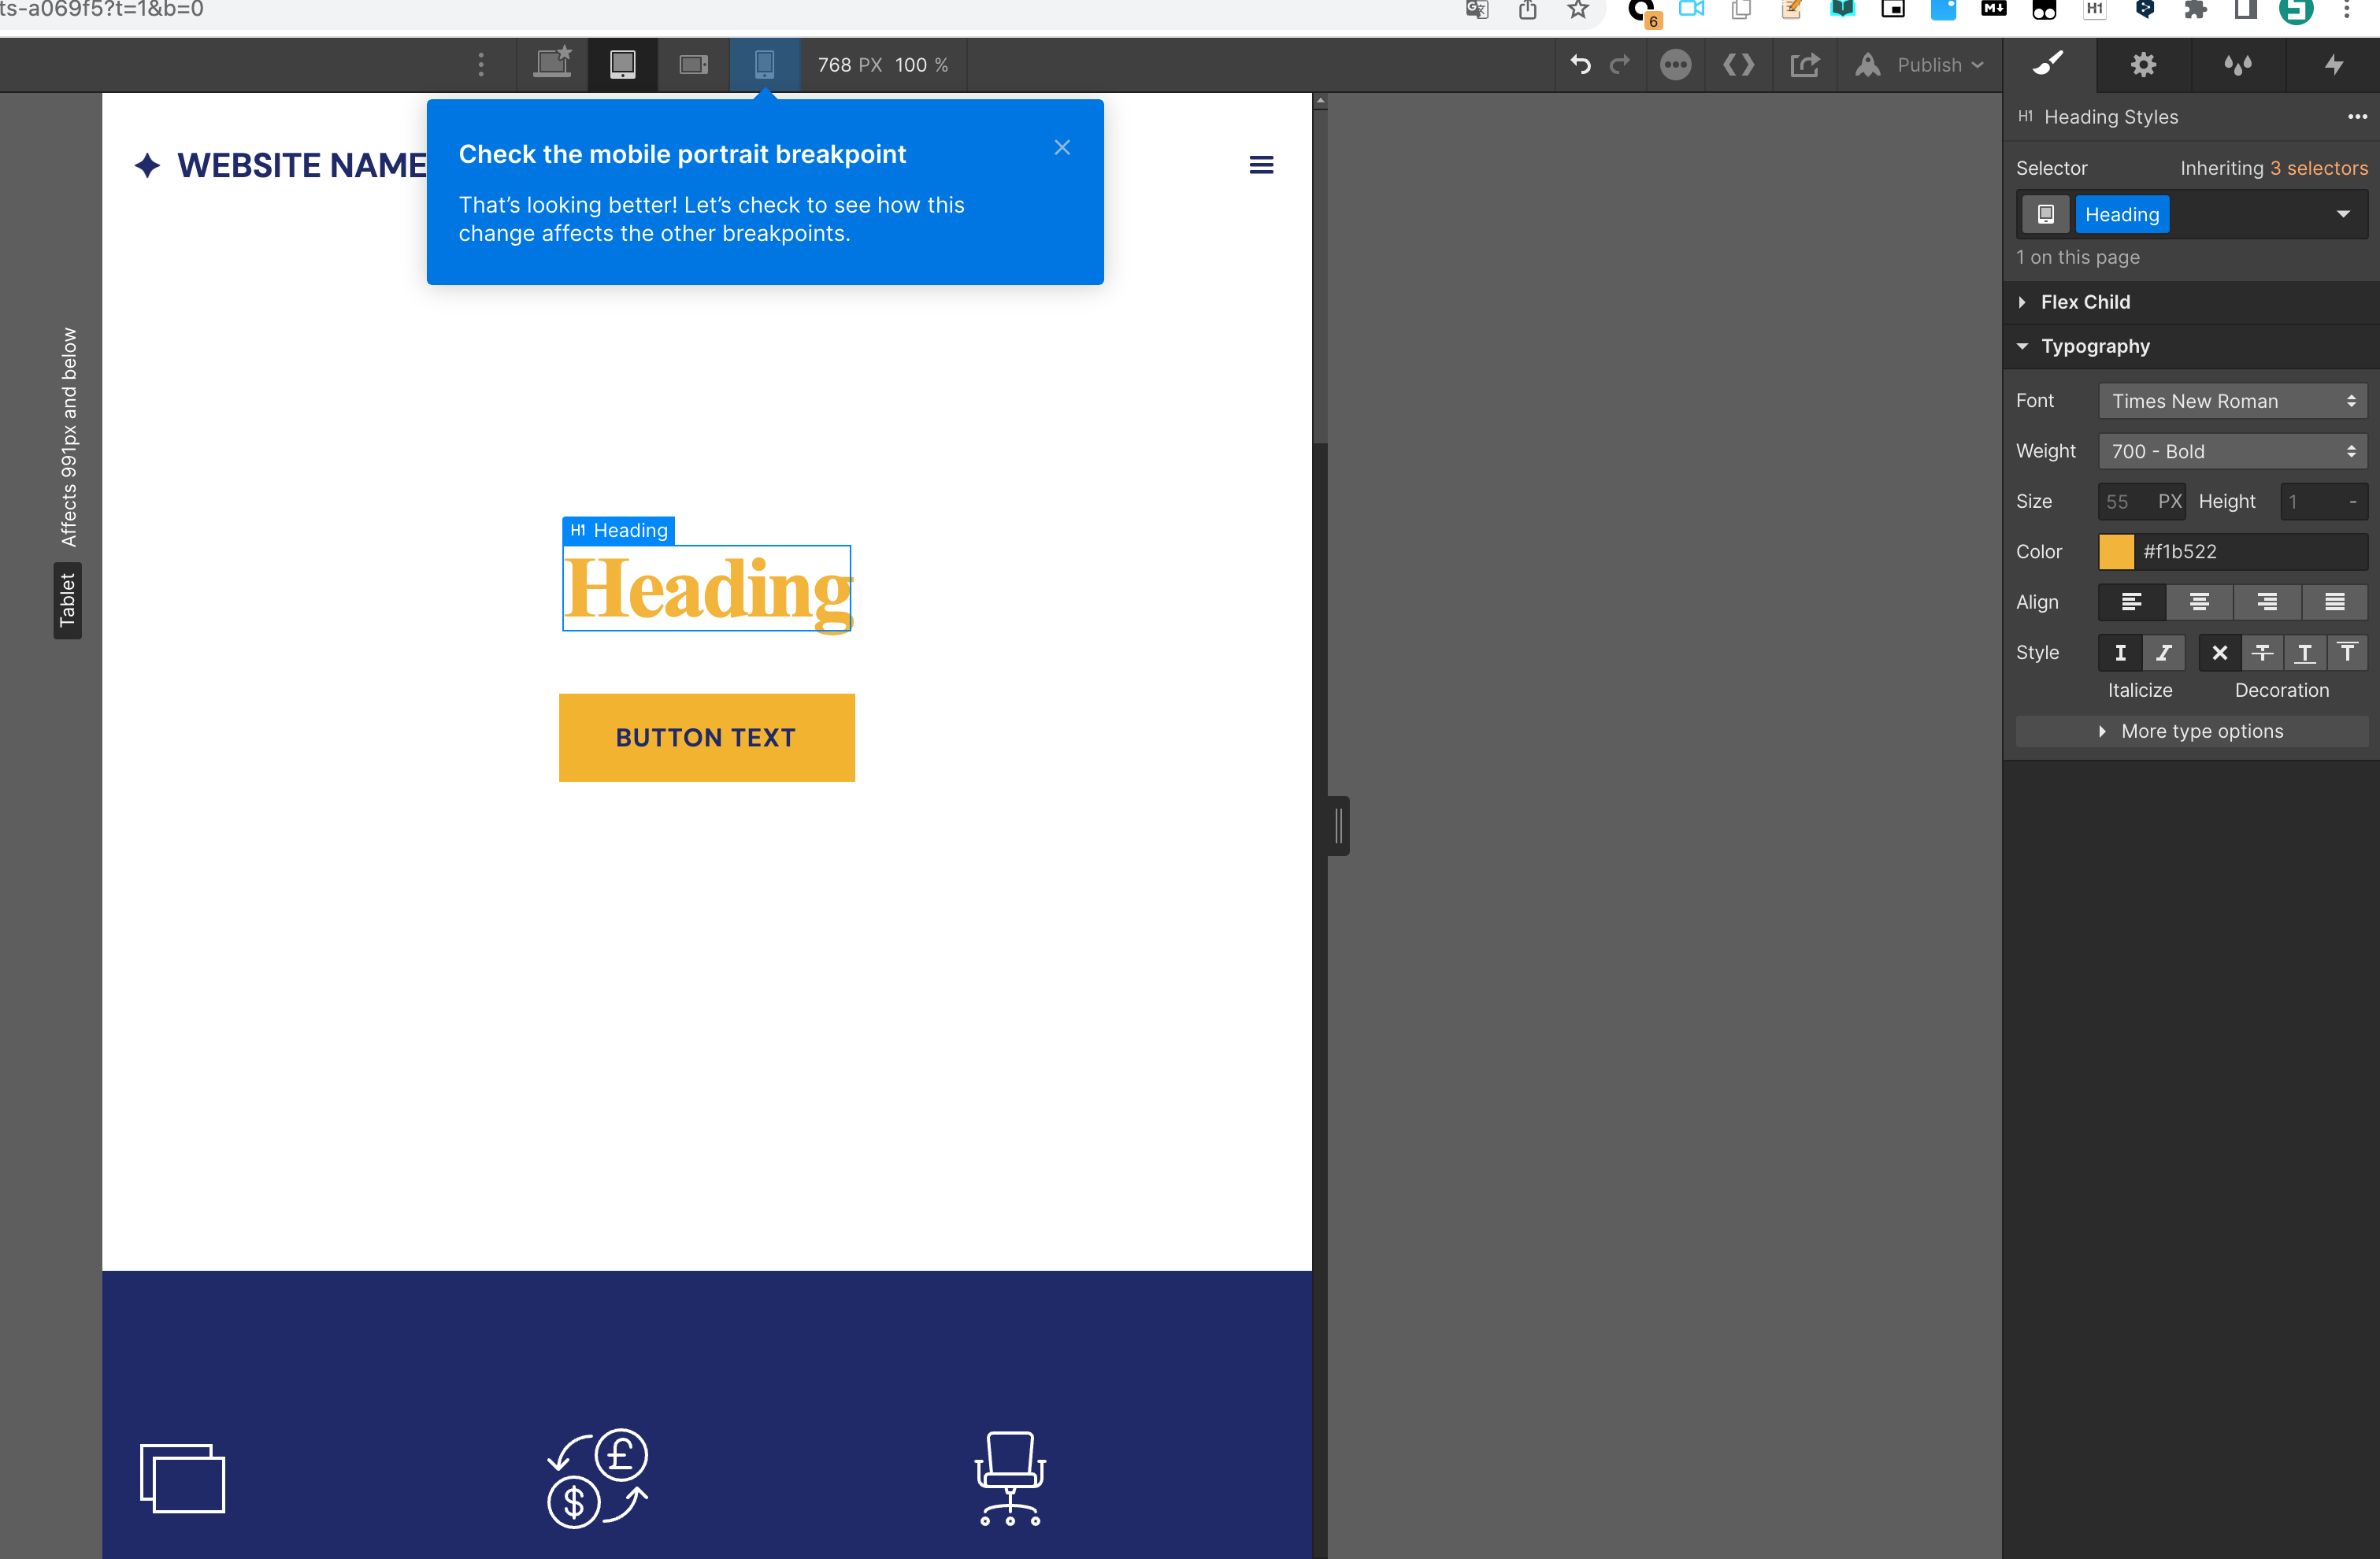 ts-a069f5?t=1&b=0
6
M
H1
768 PX 100 %
Publish
Check the mobile portrait breakpoint
That’s looking better! Let’s check to see how this
change affects the other breakpoints.
WEBSITE NAME
Affects 991px and below
Tablet
H1 Heading
Heading
BUTTON TEXT
£
$
H1 Heading Styles
Selector
Inheriting 3 selectors
Heading
1 on this page
Flex Child
Typography
Font Times New Roman
Weight 700 - Bold
Size 55 PX Height 1 -
Color #f1b522
Align
Style
Italicize Decoration
More type options